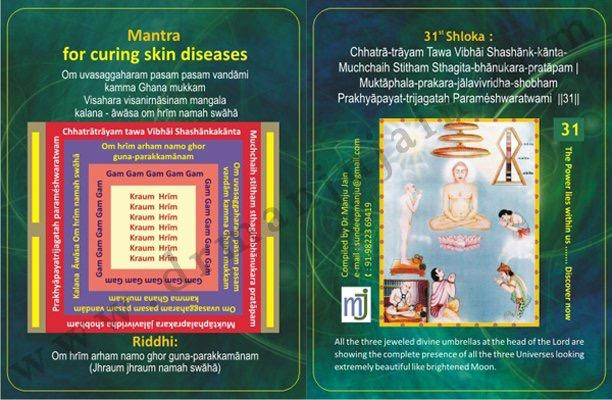 Mantra
for curing skin diseases
Om uvasaggaharam pasam pasam vandāmi
kamma Ghana mukkam
Visahara visanirnāsinam mangala
kalana - āwāsa om hrīm namah swāhā
Chhatrātrāyam tawa Vibhāi Shashānkakānta
Muchchaih stitham sthagitabhānukara pratāpam
Muktāphalaprakara jālaviridha shobham
Prakhyāpayatrijagatah paraméshwaratwam
Om hrīm arham namo ghor
guna-parakkamānam
Om uvasaggaharam pasam pasam
vandām kamma Ghana mukkam
Om uvasaggaharam pasam pasam vandām
kamma Ghana mukkam
Kalana Āwāsa Om hrīm namah swāhā
Gam Gam Gam Gam Gam
Gam Gam Gam Gam Gam Gam
Gam Gam Gam Gam
Gam Gam Gam Gam Gam Gam
Kraum Hrīm
Kraum Hrīm
Kraum Hrīm
Kraum Hrīm
Kraum Hrīm
Kraum Hrīm
Kraum Hrīm
Riddhi:
Om hrīm arham namo ghor guna-parakkamānam
(Jhraum jhraum namah swāhā)
31st Shloka :
Chhatrā-trāyam Tawa Vibhāi Shashānk-kānta-
Muchchaih Stitham Sthagita-bhānukara-pratāpam |
Muktāphala-prakara-jālavivridha-shobham
Prakhyāpayat-trijagatah Paraméshwaratwami ||31||
31
The Power lies within us ....... Discover now
Compiled by Dr Manju Jain
e-mail : sundeepmanju@gmail.com
t : +91-98223 69419
mJ
All the three jeweled divine umbrellas at the head of the Lord are
showing the complete presence of all the three Universes looking
extremely beautiful like brightened Moon.